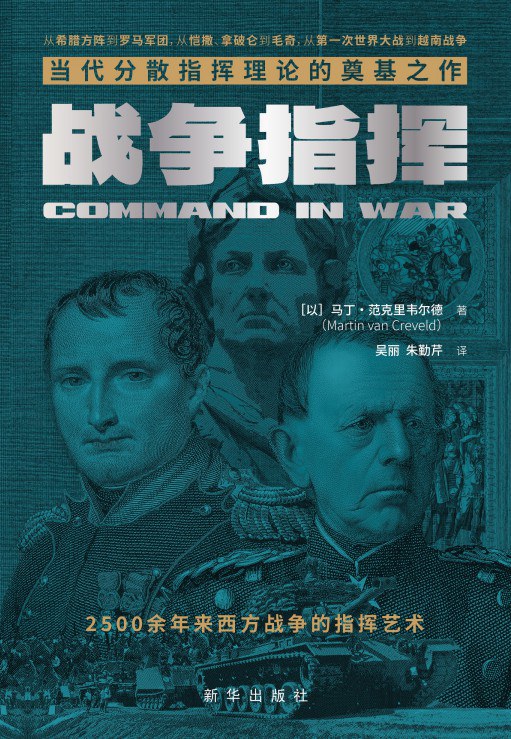 从希腊方阵到罗马军团,从恺撒、拿破仑到毛奇,从第一次世界大战到越南战争
当代分散指挥理论的奠基之作
战争指挥
COMMAND IN WAR
[以] 马丁·范克里韦尔德 著
(Martin van Creveld)
吴丽 朱勤芹 译
2500余年来西方战争的指挥艺术
新华出版社